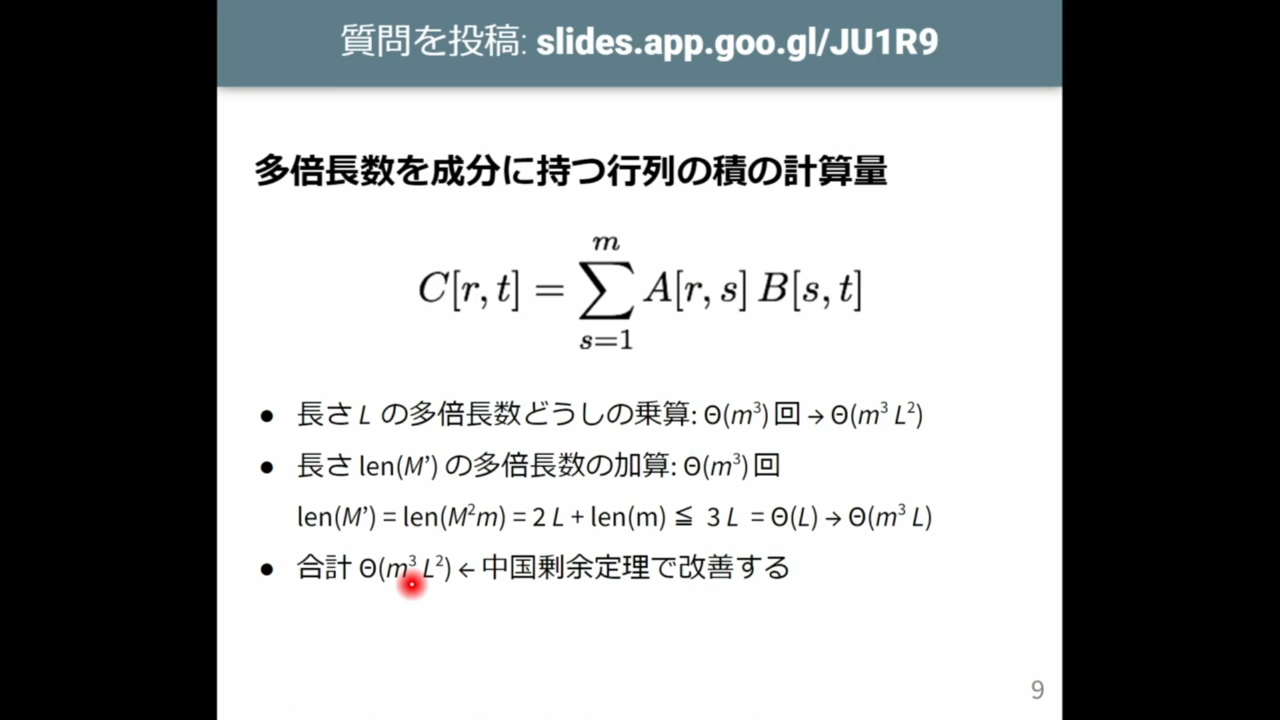 質問を投稿: slides.app.goo.gl/JU1R9
多倍長数を成分に持つ行列の積の計算量
C[r, t] = ∑_{s=1}^{m} A[r, s] B[s, t]
● 長さ L の多倍長数どうしの乗算: Θ(m³) 回 → Θ(m³ L²)
● 長さ len(M’) の多倍長数の加算: Θ(m³) 回
len(M’) = len(M²m) = 2 L + len(m) ≦ 3 L = Θ(L) → Θ(m³ L)
● 合計 Θ(m³ L²) ← 中国剰余定理で改善する
9